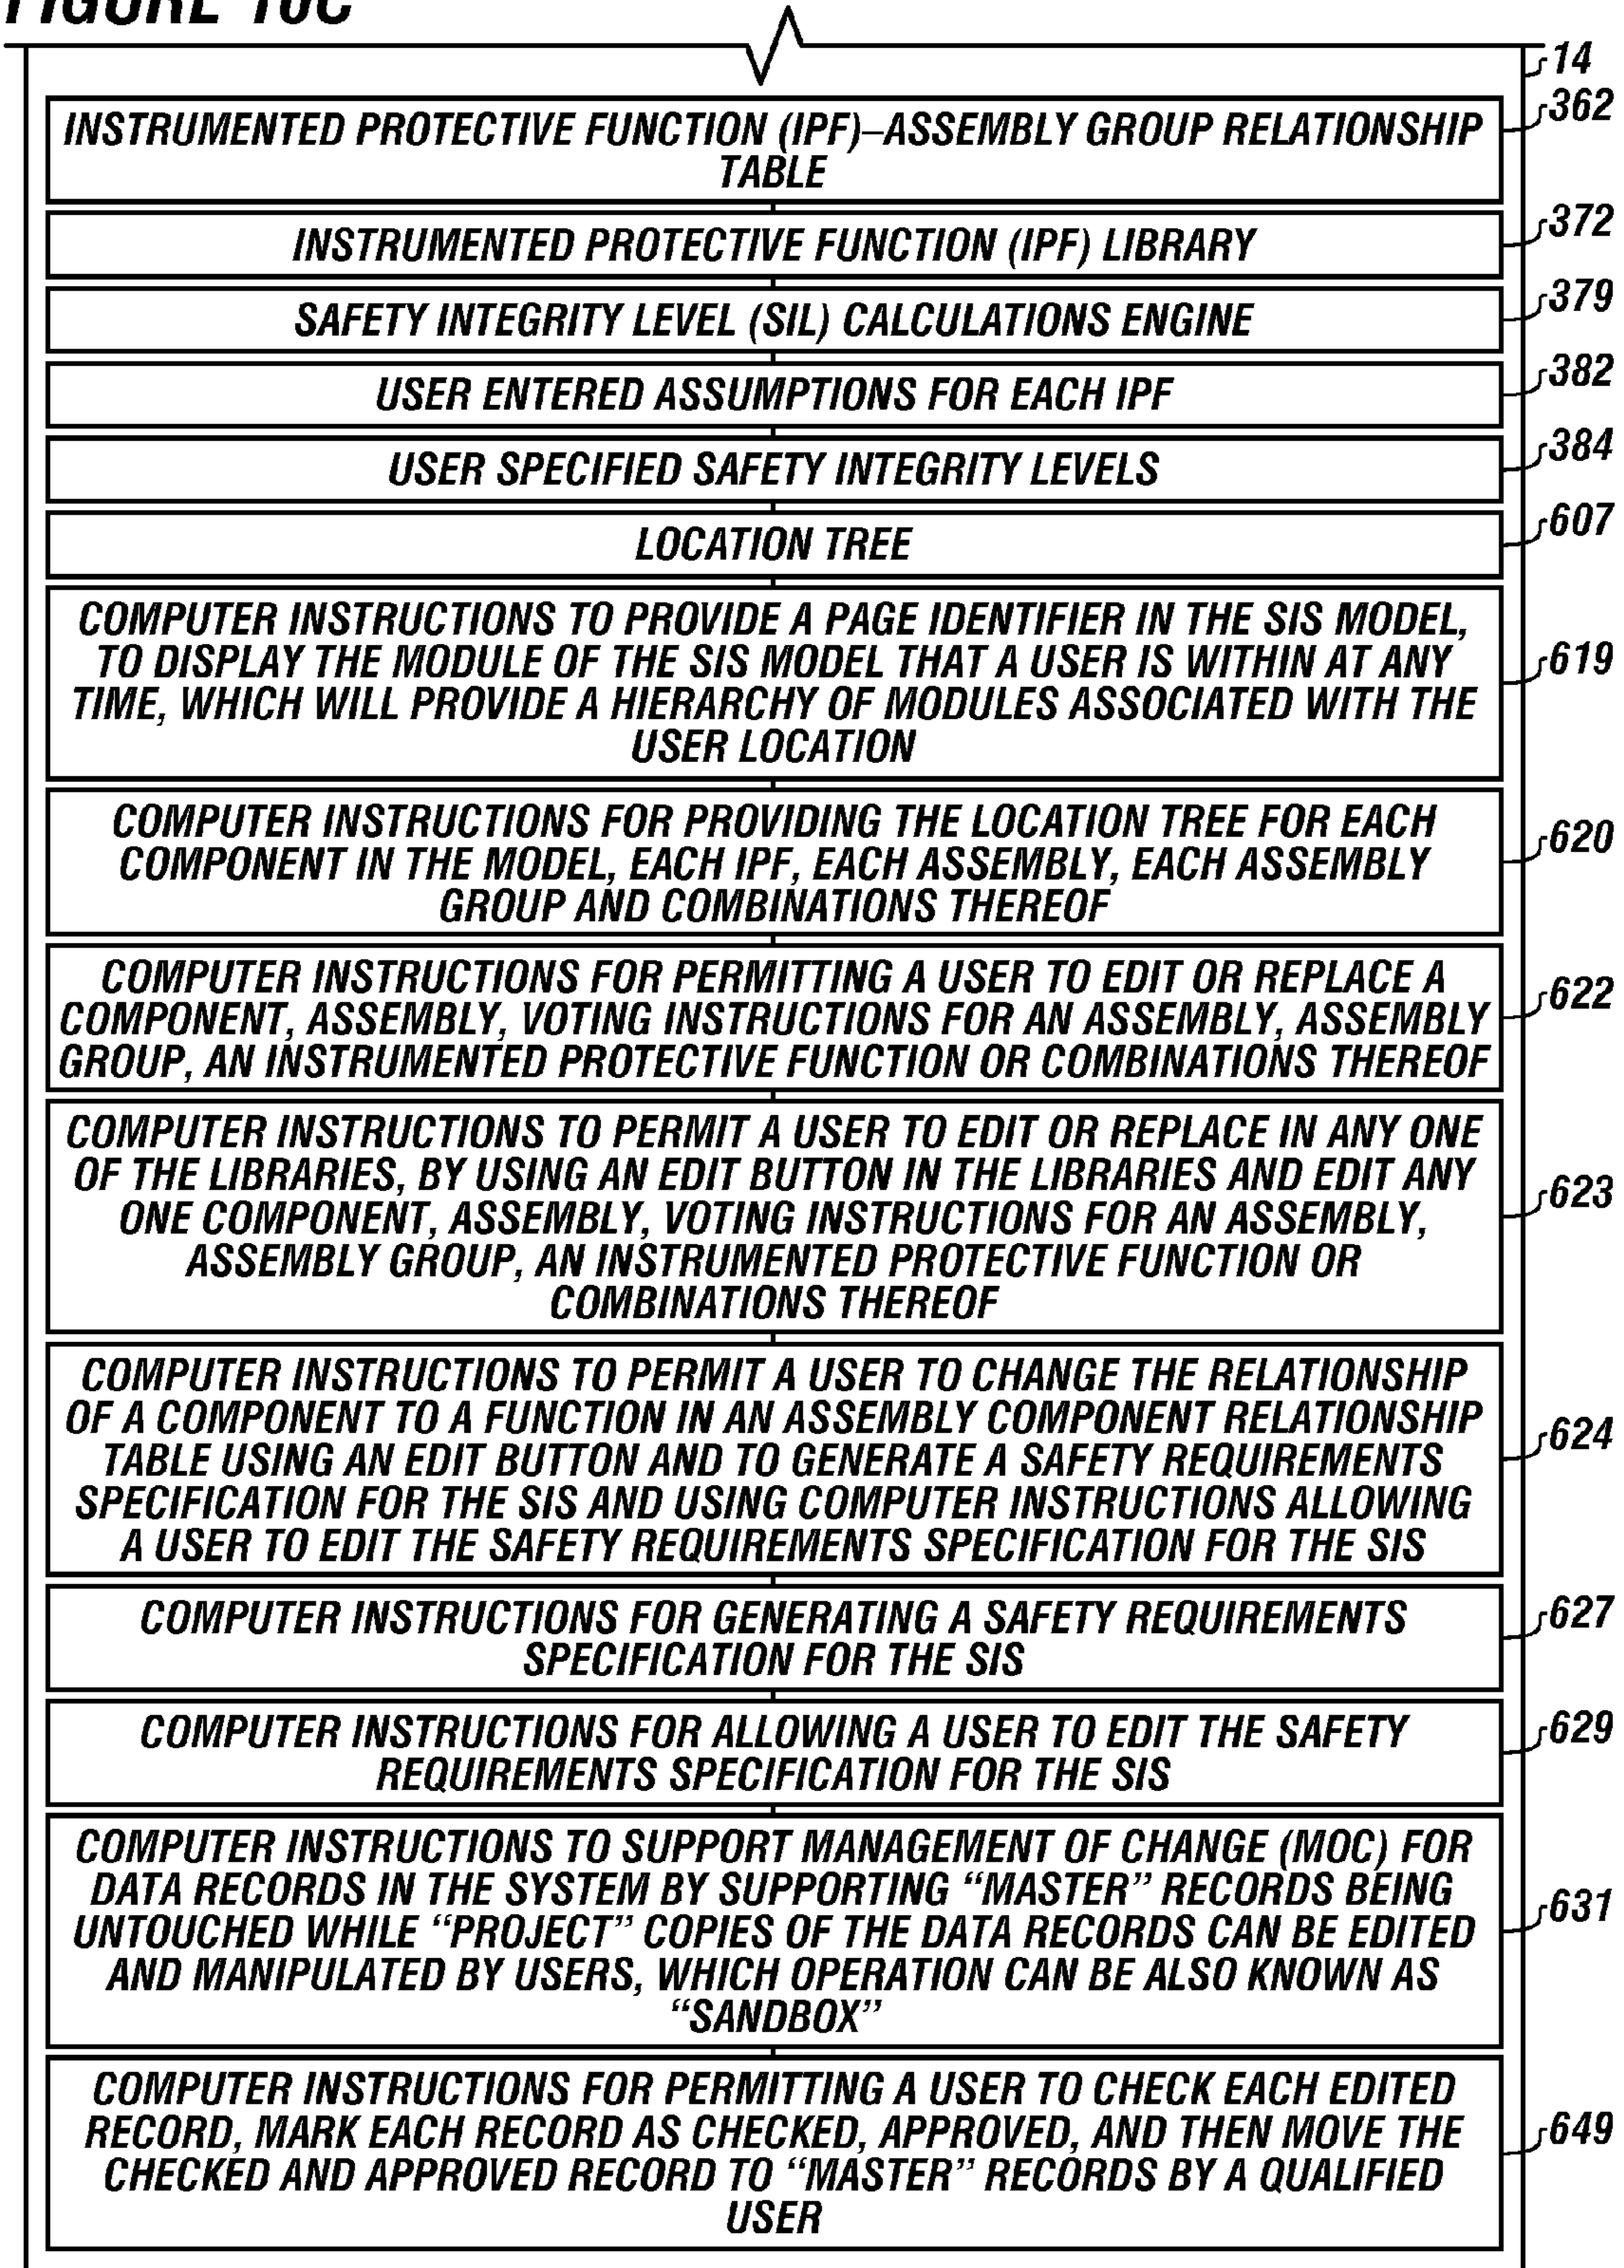 FIGURE 10C
14
INSTRUMENTED PROTECTIVE FUNCTION (IPF)–ASSEMBLY GROUP RELATIONSHIP
TABLE
362
INSTRUMENTED PROTECTIVE FUNCTION (IPF) LIBRARY
372
SAFETY INTEGRITY LEVEL (SIL) CALCULATIONS ENGINE
379
USER ENTERED ASSUMPTIONS FOR EACH IPF
382
USER SPECIFIED SAFETY INTEGRITY LEVELS
384
LOCATION TREE
607
COMPUTER INSTRUCTIONS TO PROVIDE A PAGE IDENTIFIER IN THE SIS MODEL,
TO DISPLAY THE MODULE OF THE SIS MODEL THAT A USER IS WITHIN AT ANY
TIME, WHICH WILL PROVIDE A HIERARCHY OF MODULES ASSOCIATED WITH THE
USER LOCATION
619
COMPUTER INSTRUCTIONS FOR PROVIDING THE LOCATION TREE FOR EACH
COMPONENT IN THE MODEL, EACH IPF, EACH ASSEMBLY, EACH ASSEMBLY
GROUP AND COMBINATIONS THEREOF
620
COMPUTER INSTRUCTIONS FOR PERMITTING A USER TO EDIT OR REPLACE A
COMPONENT, ASSEMBLY, VOTING INSTRUCTIONS FOR AN ASSEMBLY, ASSEMBLY
GROUP, AN INSTRUMENTED PROTECTIVE FUNCTION OR COMBINATIONS THEREOF
622
COMPUTER INSTRUCTIONS TO PERMIT A USER TO EDIT OR REPLACE IN ANY ONE
OF THE LIBRARIES, BY USING AN EDIT BUTTON IN THE LIBRARIES AND EDIT ANY
ONE COMPONENT, ASSEMBLY, VOTING INSTRUCTIONS FOR AN ASSEMBLY,
ASSEMBLY GROUP, AN INSTRUMENTED PROTECTIVE FUNCTION OR
COMBINATIONS THEREOF
623
COMPUTER INSTRUCTIONS TO PERMIT A USER TO CHANGE THE RELATIONSHIP
OF A COMPONENT TO A FUNCTION IN AN ASSEMBLY COMPONENT RELATIONSHIP
TABLE USING AN EDIT BUTTON AND TO GENERATE A SAFETY REQUIREMENTS
SPECIFICATION FOR THE SIS AND USING COMPUTER INSTRUCTIONS ALLOWING
A USER TO EDIT THE SAFETY REQUIREMENTS SPECIFICATION FOR THE SIS
624
COMPUTER INSTRUCTIONS FOR GENERATING A SAFETY REQUIREMENTS
SPECIFICATION FOR THE SIS
627
COMPUTER INSTRUCTIONS FOR ALLOWING A USER TO EDIT THE SAFETY
REQUIREMENTS SPECIFICATION FOR THE SIS
629
COMPUTER INSTRUCTIONS TO SUPPORT MANAGEMENT OF CHANGE (MOC) FOR
DATA RECORDS IN THE SYSTEM BY SUPPORTING “MASTER” RECORDS BEING
UNTOUCHED WHILE “PROJECT” COPIES OF THE DATA RECORDS CAN BE EDITED
AND MANIPULATED BY USERS, WHICH OPERATION CAN BE ALSO KNOWN AS
“SANDBOX”
631
COMPUTER INSTRUCTIONS FOR PERMITTING A USER TO CHECK EACH EDITED
RECORD, MARK EACH RECORD AS CHECKED, APPROVED, AND THEN MOVE THE
CHECKED AND APPROVED RECORD TO “MASTER” RECORDS BY A QUALIFIED
USER
649